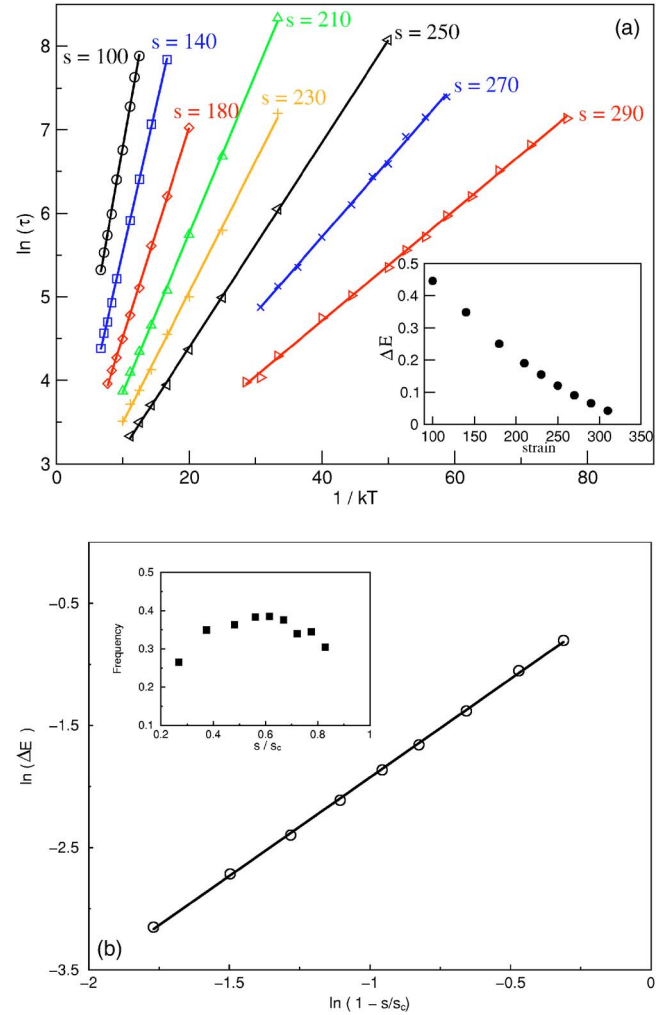 (a)
8
7
6
5
4
3
ln (τ)
s = 100
s = 140
s = 180
s = 210
s = 230
s = 250
s = 270
s = 290
0.5
0.4
0.3
0.2
0.1
0
ΔE
100 150 200 250 300 350
strain
0 20 40 60 80
1 / kT
−0.5
−1.5
−2.5
−3.5
ln (ΔE )
0.5
0.4
0.3
0.2
0.1
Frequency
0.2 0.4 0.6 0.8 1
s / sc
(b)
−2 −1.5 −1 −0.5 0
ln ( 1 − s/sc)